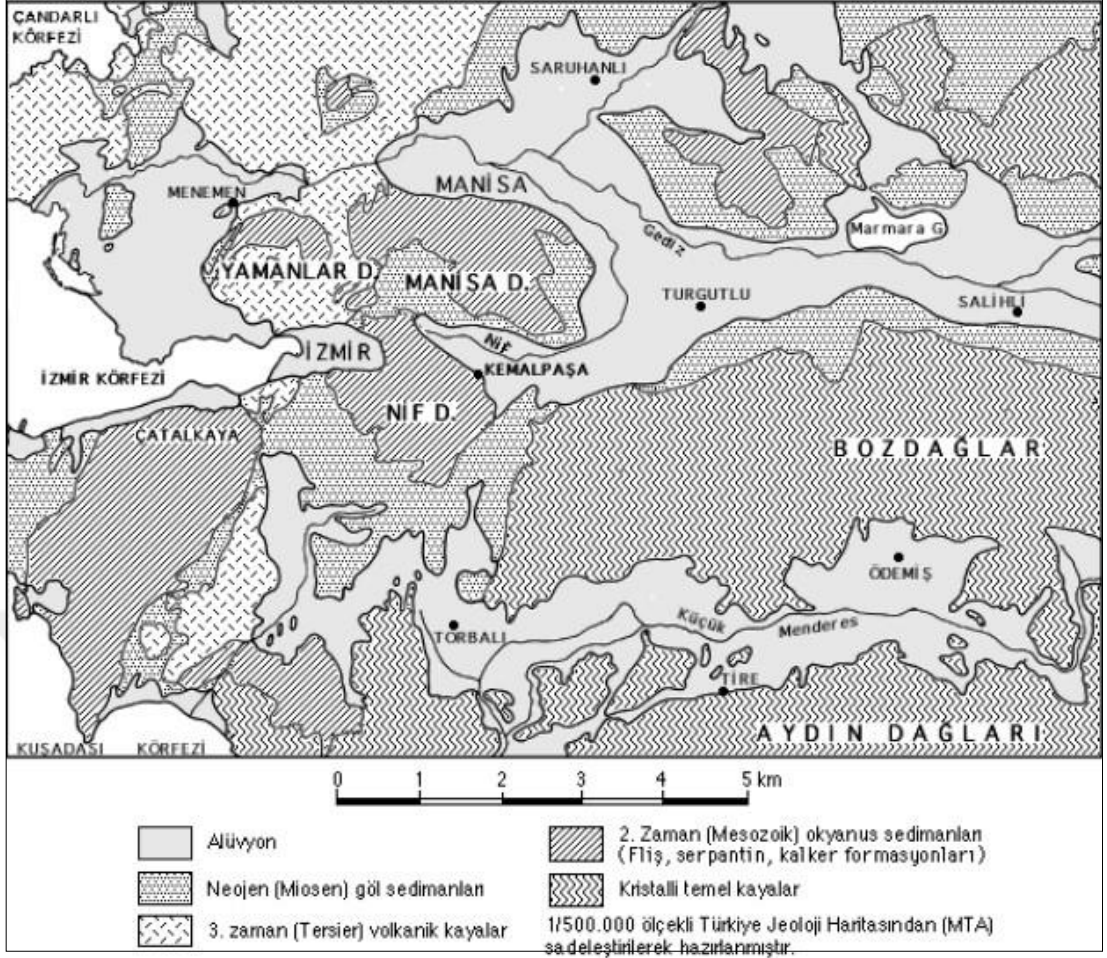 ÇANDARLI
KÖRFEZİ
SARUHANLI
MENEMEN
MANİSA
Gediz
Marmara G.
YAMANLAR D.
MANİSA D.
TURGUTLU
SALİHLİ
İZMİR
Nif
KEMALPAŞA
İZMİR KÖRFEZİ
NİF D.
ÇATALKAYA
BOZDAĞLAR
ÖDEMİŞ
TORBALI
Küçük Menderes
TİRE
AYDIN DAĞLARI
KUŞADASI KÖRFEZİ
0 1 2 3 4 5 km
Alüvyon
Neojen (Miosen) göl sedimanları
3. zaman (Tersier) volkanik kayalar
2. Zaman (Mesozoik) okyanus sedimanları
(Fliş, serpantin, kalker formasyonları)
Kristalli temel kayalar
1/500.000 ölçekli Türkiye Jeoloji Haritasından (MTA)
sadeleştirilerek hazırlanmıştır.